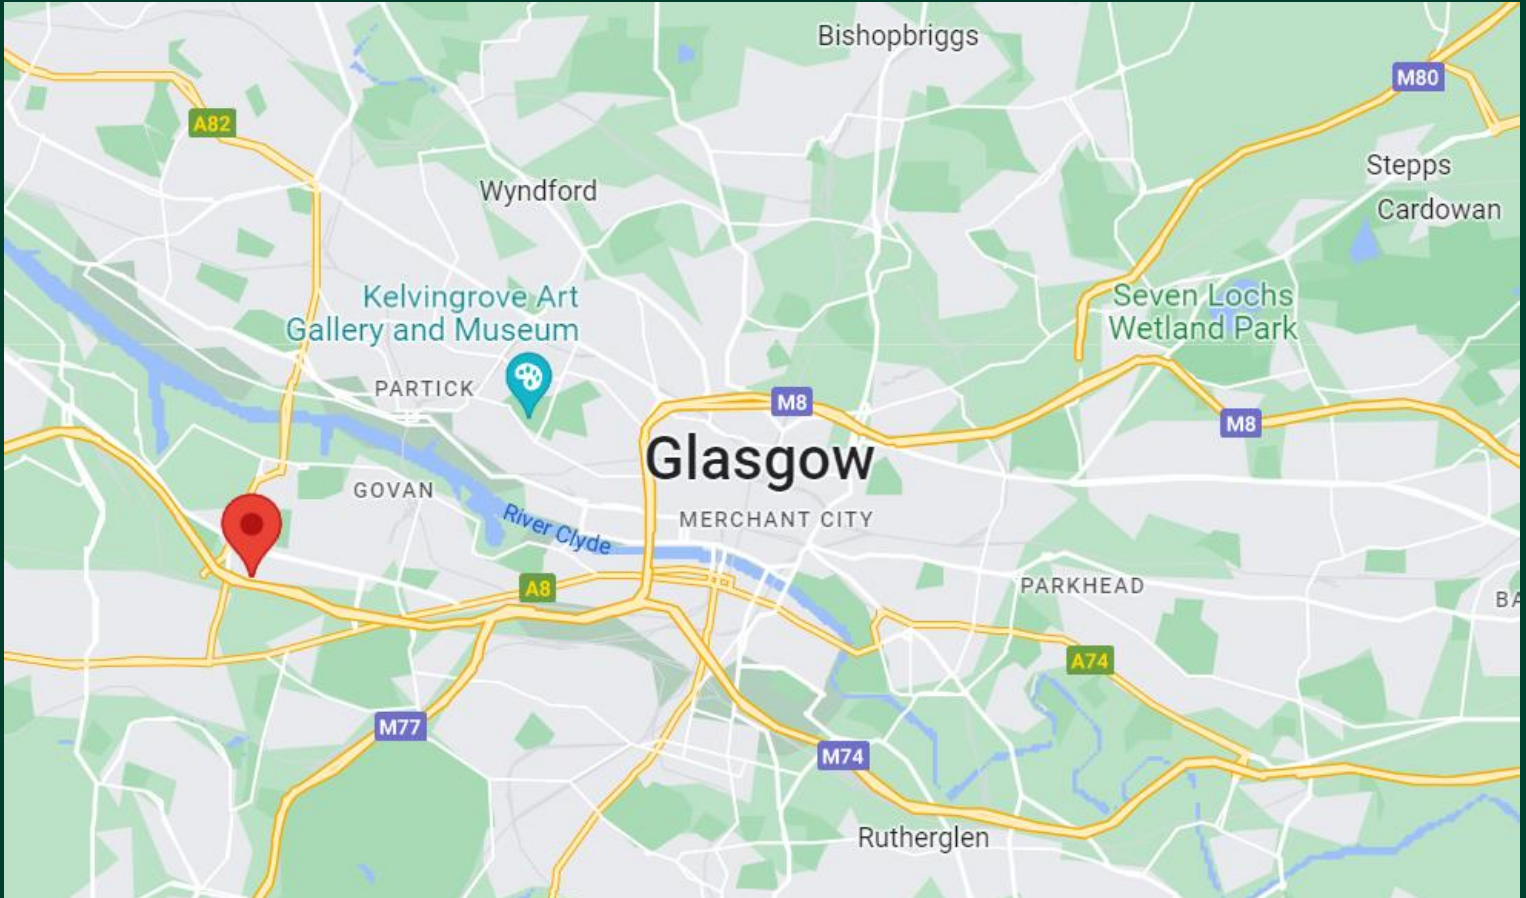 Bishopbriggs
M80
A82
Stepps
Wyndford
Cardowan
Kelvingrove Art
Gallery and Museum
Seven Lochs
Wetland Park
PARTICK
M8
M8
Glasgow
GOVAN
River Clyde
MERCHANT CITY
A8
PARKHEAD
BA
A74
M77
M74
Rutherglen